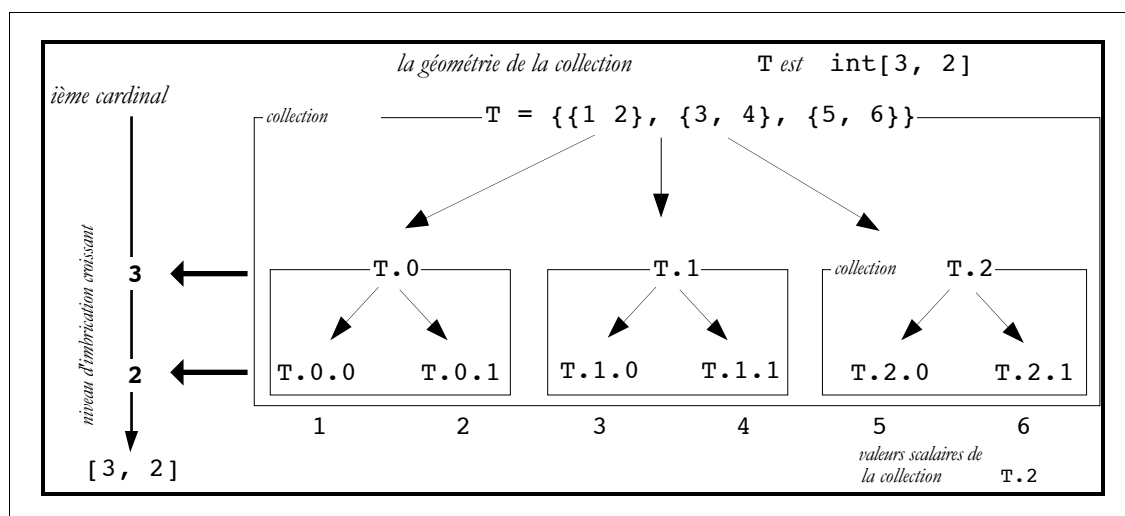 la géométrie de la collection T est int[3, 2]
ième cardinal
collection T = {{1 2}, {3, 4}, {5, 6}}
niveau d'imbrication croissant
3 T.0 T.1 collection T.2
2 T.0.0 T.0.1 T.1.0 T.1.1 T.2.0 T.2.1
1 2 3 4 5 6
[3, 2]
valeurs scalaires de
la collection T.2